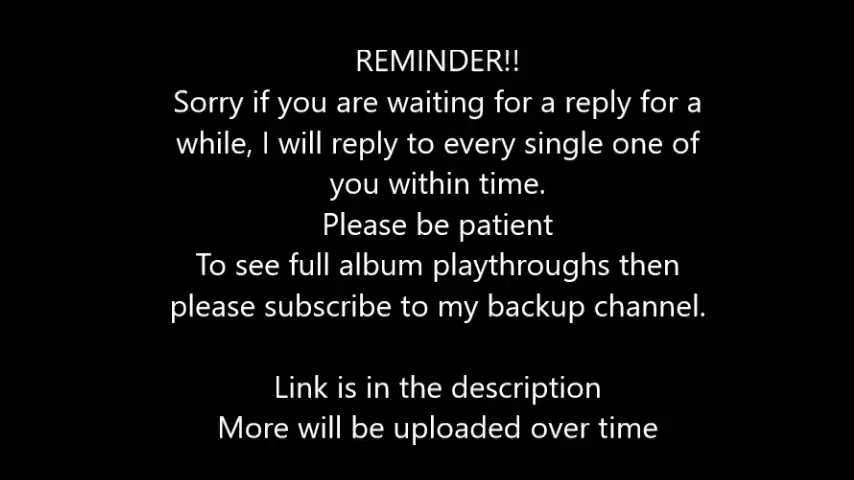 REMINDER!!
Sorry if you are waiting for a reply for a
while, I will reply to every single one of
you within time.
Please be patient
To see full album playthroughs then
please subscribe to my backup channel.
Link is in the description
More will be uploaded over time